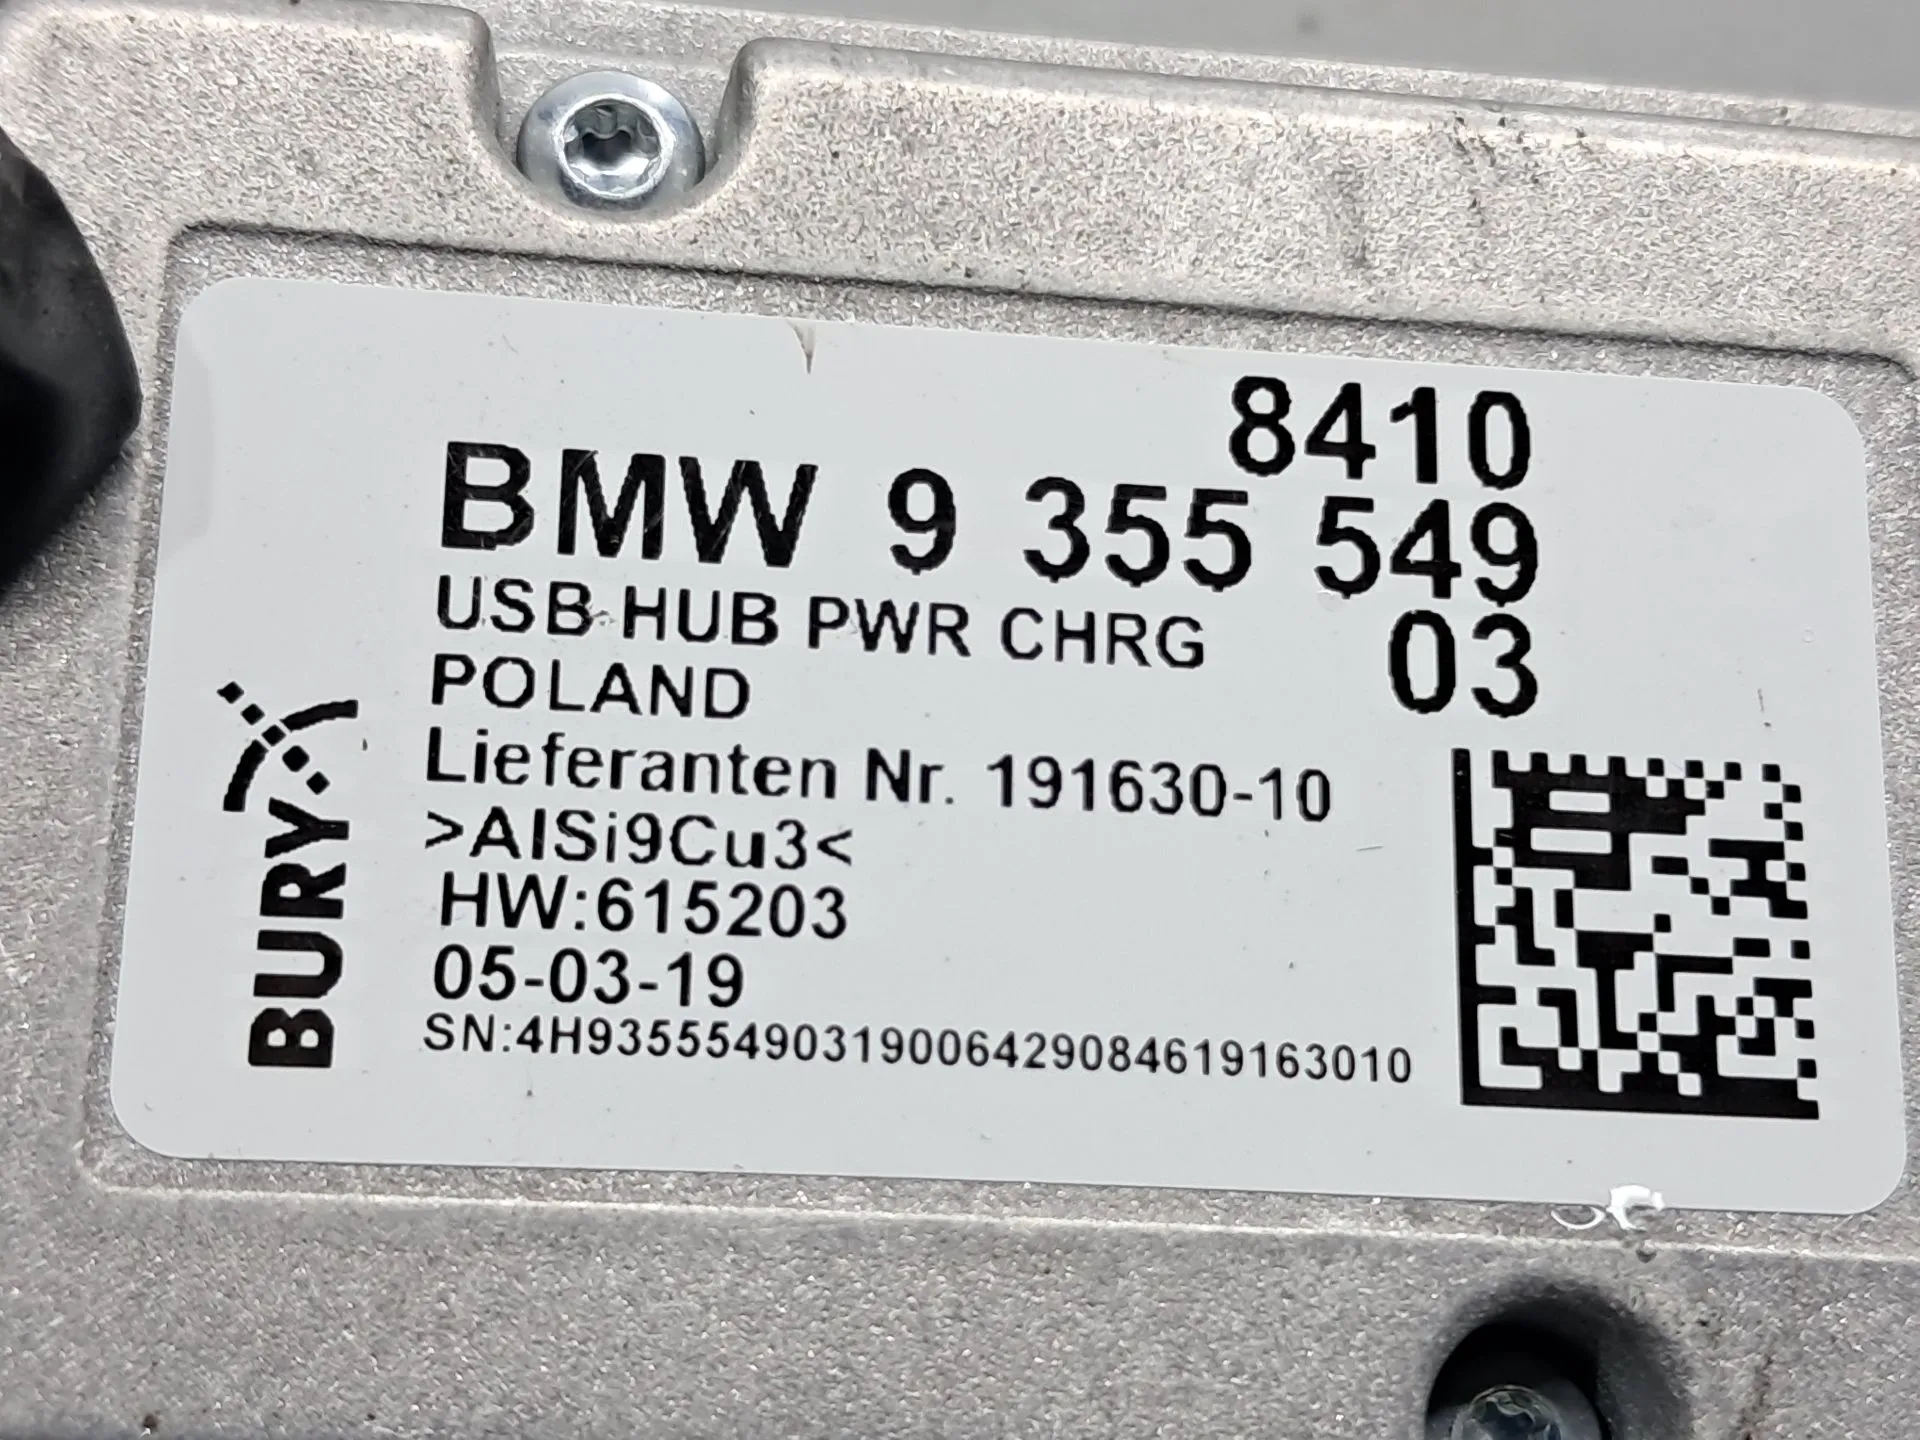 8410
BMW 9 355 549
USB HUB PWR CHRG
03
POLAND
Lieferanten Nr. 191630-10
>AlSi9Cu3<
HW:615203
05-03-19
SN:4H93555490319006429084619163010
BURY